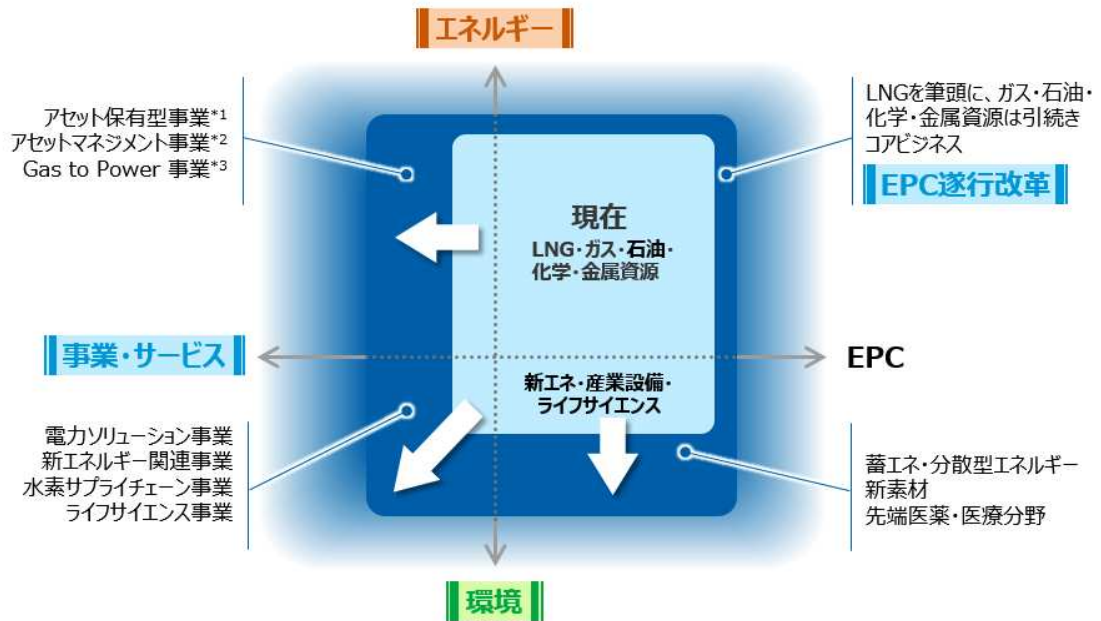 エネルギー
アセット保有型事業*1
アセットマネジメント事業*2
Gas to Power 事業*3
LNGを筆頭に、ガス・石油・
化学・金属資源は引続き
コアビジネス
EPC遂行改革
現在
LNG・ガス・石油・
化学・金属資源
事業・サービス
EPC
新エネ・産業設備・
ライフサイエンス
電力ソリューション事業
新エネルギー関連事業
水素サプライチェーン事業
ライフサイエンス事業
蓄エネ・分散型エネルギー
新素材
先端医薬・医療分野
環境